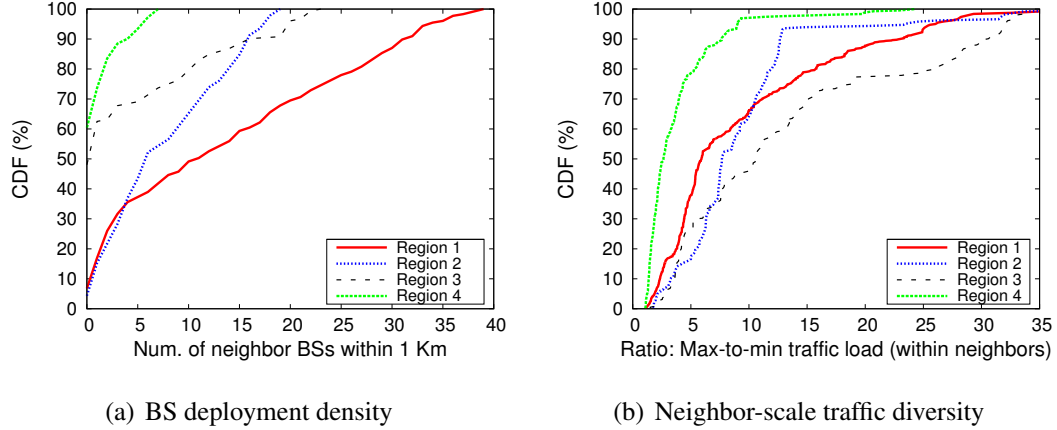 100
90
80
70
60
50
40
30
20
10
0
CDF (%)
0 5 10 15 20 25 30 35 40
Num. of neighbor BSs within 1 Km
Region 1
Region 2
Region 3
Region 4
(a) BS deployment density
100
90
80
70
60
50
40
30
20
10
0
CDF (%)
0 5 10 15 20 25 30 35
Ratio: Max-to-min traffic load (within neighbors)
Region 1
Region 2
Region 3
Region 4
(b) Neighbor-scale traffic diversity